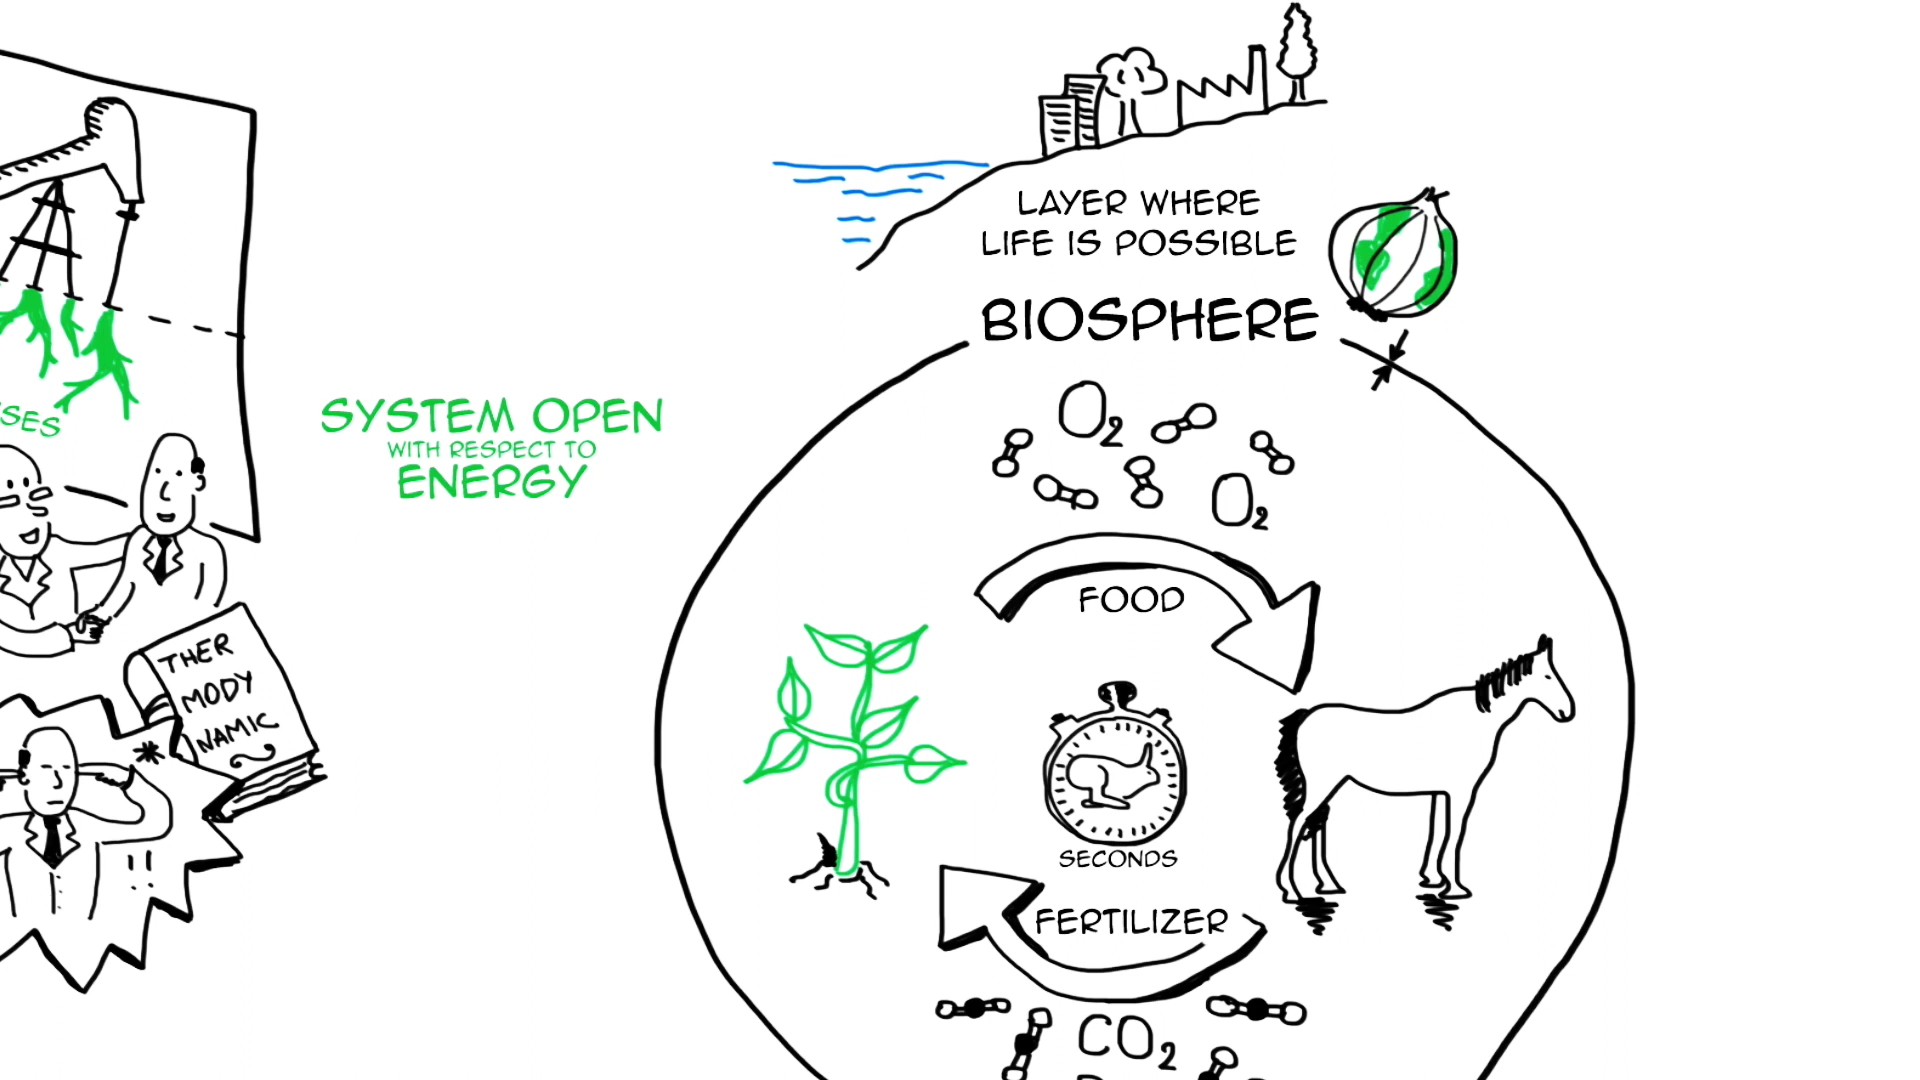 LAYER WHERE
LIFE IS POSSIBLE
BIOSPHERE
O2
O2
SYSTEM OPEN
WITH RESPECT TO
ENERGY
FOOD
THER
MODY
NAMIC
SECONDS
FERTILIZER
CO2